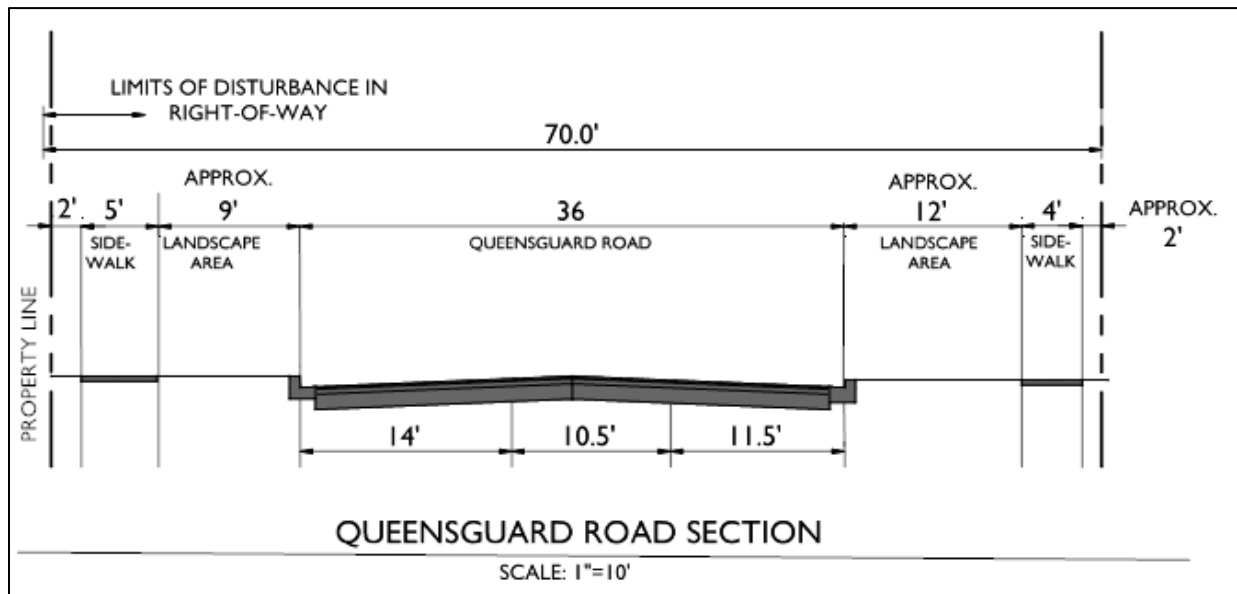 LIMITS OF DISTURBANCE IN
RIGHT-OF-WAY
70.0'
APPROX.
APPROX.
APPROX.
2'
5'
9'
36
12'
4'
2'
SIDE-
WALK
LANDSCAPE
AREA
QUEENSGUARD ROAD
LANDSCAPE
AREA
SIDE-
WALK
PROPERTY LINE
14'
10.5'
11.5'
QUEENSGUARD ROAD SECTION
SCALE: 1"=10'